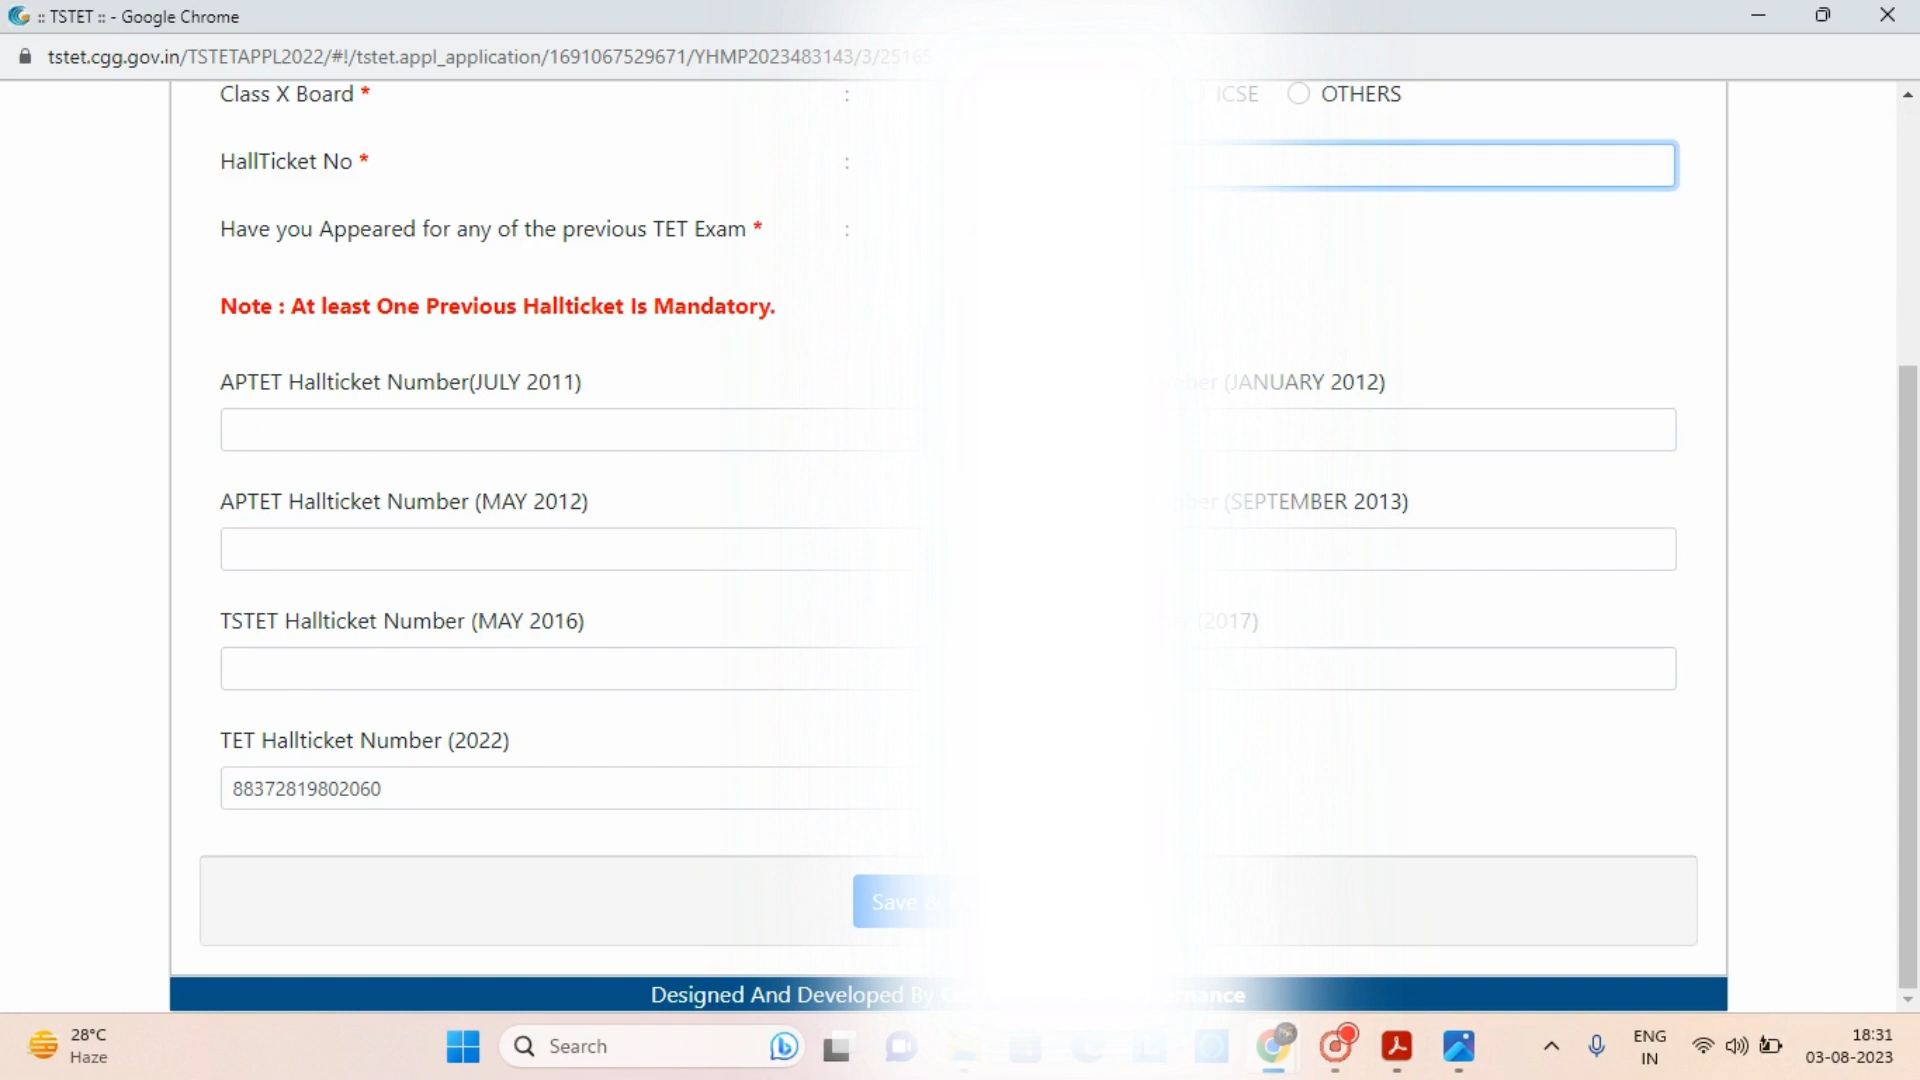 :: TSTET :: - Google Chrome
tstet.cgg.gov.in/TSTETAPPL2022/#!/tstet.appl_application/1691067529671/YHMP2023483143/3/25165
Class X Board * : ICSE OTHERS
HallTicket No * :
Have you Appeared for any of the previous TET Exam * :
Note : At least One Previous Hallticket Is Mandatory.
APTET Hallticket Number(JULY 2011) (JANUARY 2012)
APTET Hallticket Number (MAY 2012) (SEPTEMBER 2013)
TSTET Hallticket Number (MAY 2016) (2017)
TET Hallticket Number (2022)
88372819802060
Save
Designed And Developed By
28°C
Haze
Search
ENG
IN
18:31
03-08-2023